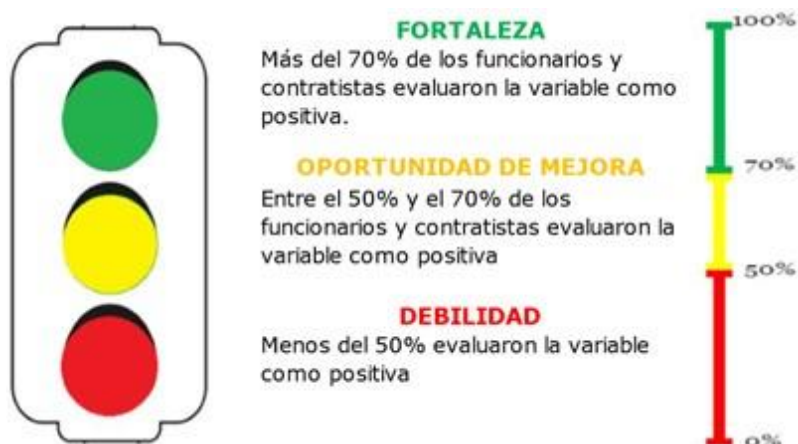 FORTALEZA
Más del 70% de los funcionarios y
contratistas evaluaron la variable como
positiva.
OPORTUNIDAD DE MEJORA
Entre el 50% y el 70% de los
funcionarios y contratistas evaluaron la
variable como positiva
DEBILIDAD
Menos del 50% evaluaron la variable
como positiva
100%
70%
50%
0%